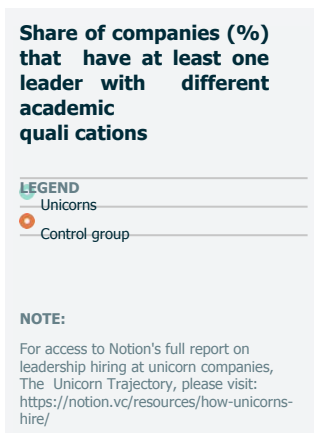 Share of companies (%)
that have at least one
leader with different
academic
quali cations
LEGEND
Unicorns
Control group
NOTE:
For access to Notion's full report on
leadership hiring at unicorn companies,
The Unicorn Trajectory, please visit:
https://notion.vc/resources/how-unicorns-
hire/